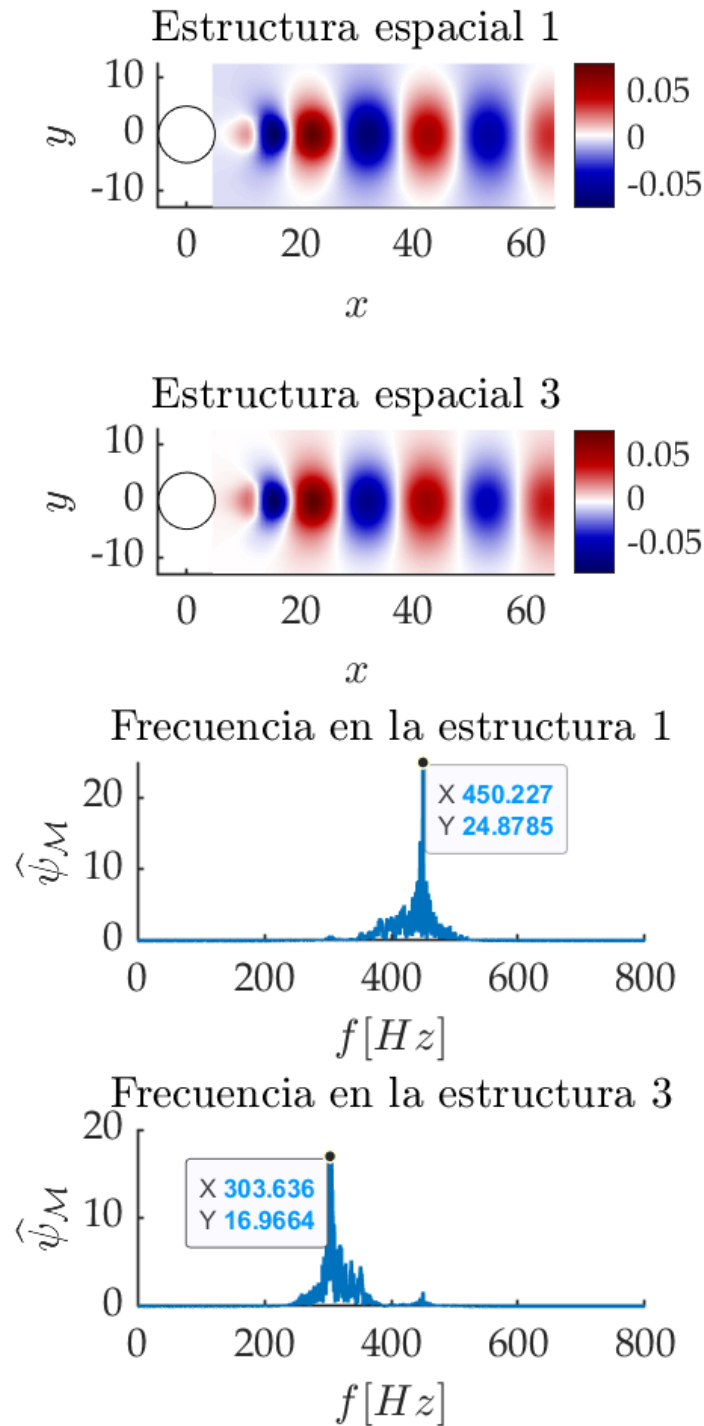 Estructura espacial 1
10
0
-10
y
0 20 40 60
x
0.05
0
-0.05
Estructura espacial 3
10
0
-10
y
0 20 40 60
x
0.05
0
-0.05
Frecuencia en la estructura 1
20
10
0
ψ̂_ℳ
X 450.227
Y 24.8785
0 200 400 600 800
f[Hz]
Frecuencia en la estructura 3
20
10
0
ψ̂_ℳ
X 303.636
Y 16.9664
0 200 400 600 800
f[Hz]